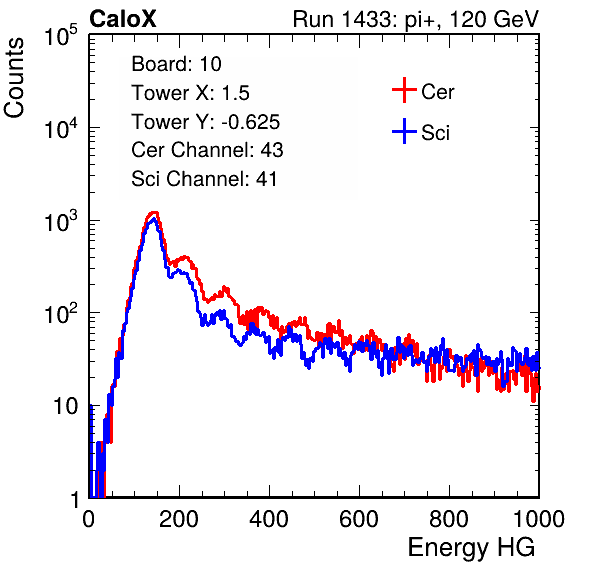 CaloX Run 1433: pi+, 120 GeV
Counts
10^5
10^4
10^3
10^2
10
1
Board: 10
Tower X: 1.5
Tower Y: -0.625
Cer Channel: 43
Sci Channel: 41
Cer
Sci
0 200 400 600 800 1000
Energy HG